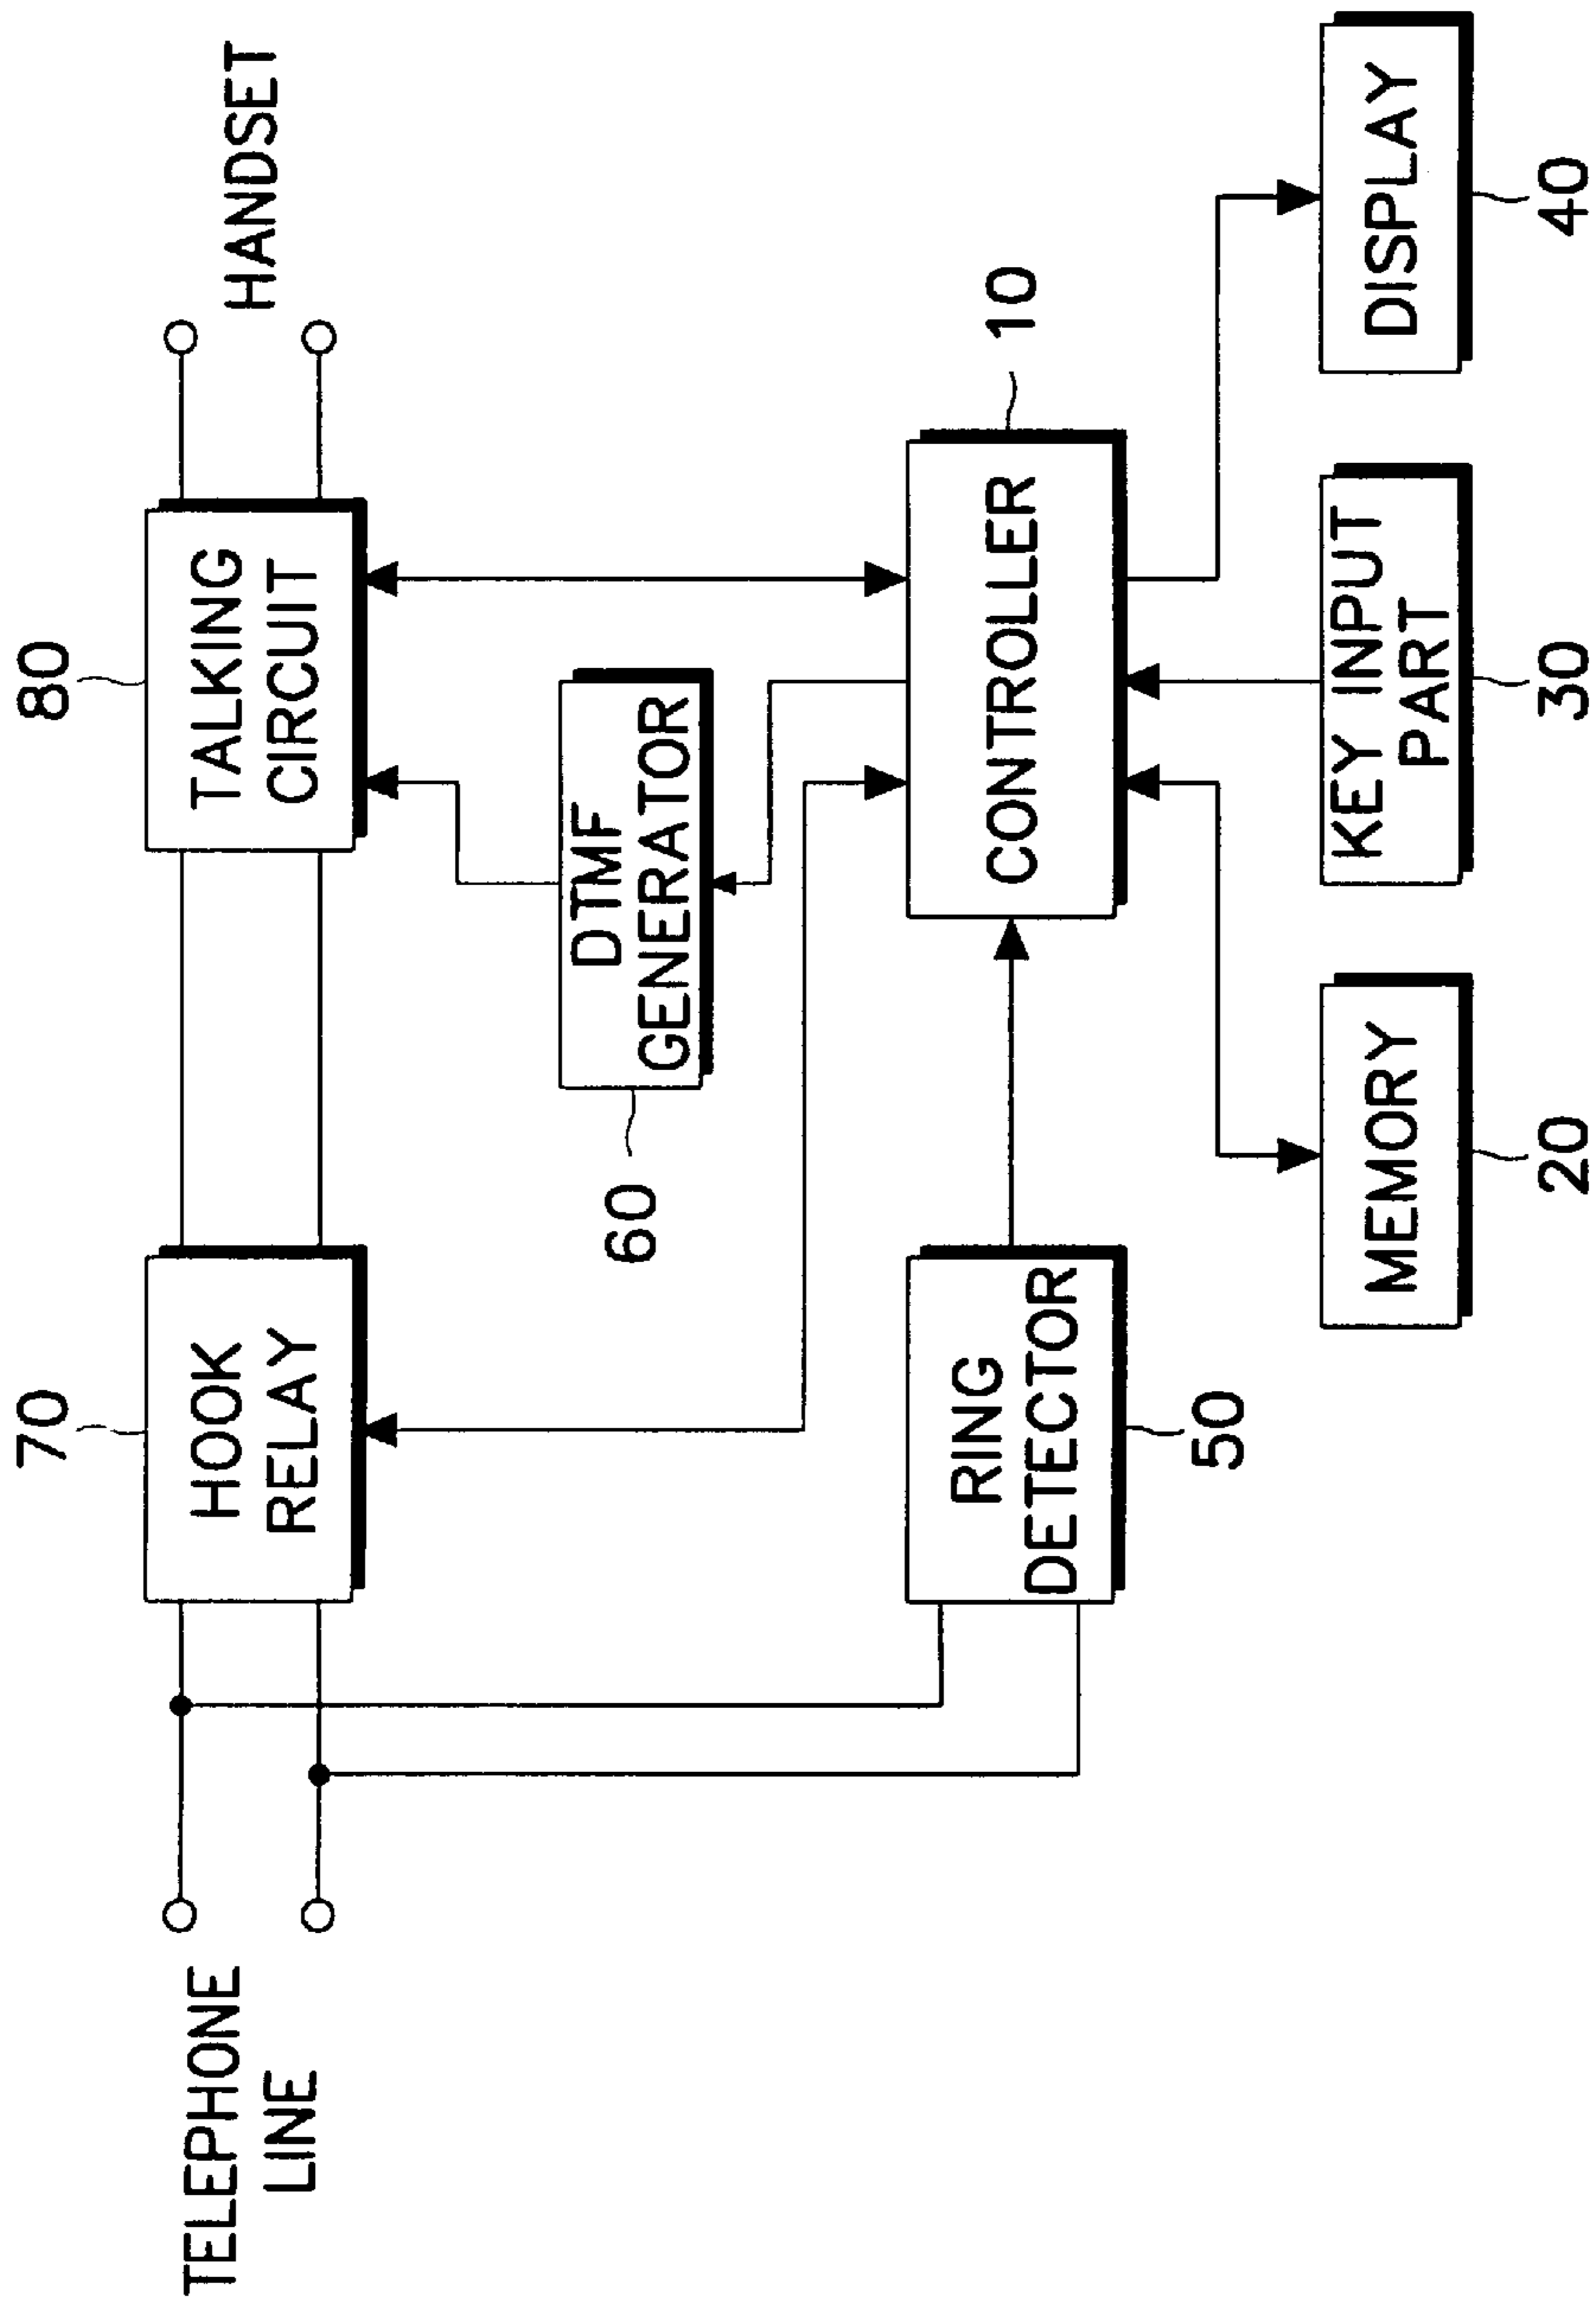 70
80
TELEPHONE
LINE
HOOK
RELAY
TALKING
CIRCUIT
HANDSET
60
DTMF
GENERATOR
10
RING
DETECTOR
CONTROLLER
50
MEMORY
KEY INPUT
PART
DISPLAY
20
30
40